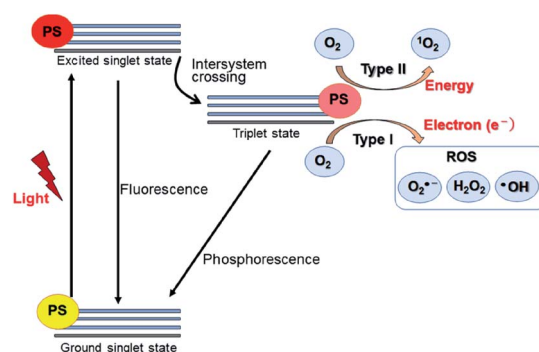 PS
Excited singlet state
Intersystem
crossing
O₂
¹O₂
Type II
Energy
PS
Triplet state
Electron (e⁻)
Type I
O₂
ROS
O₂•⁻
H₂O₂
•OH
Light
Fluorescence
Phosphorescence
PS
Ground singlet state